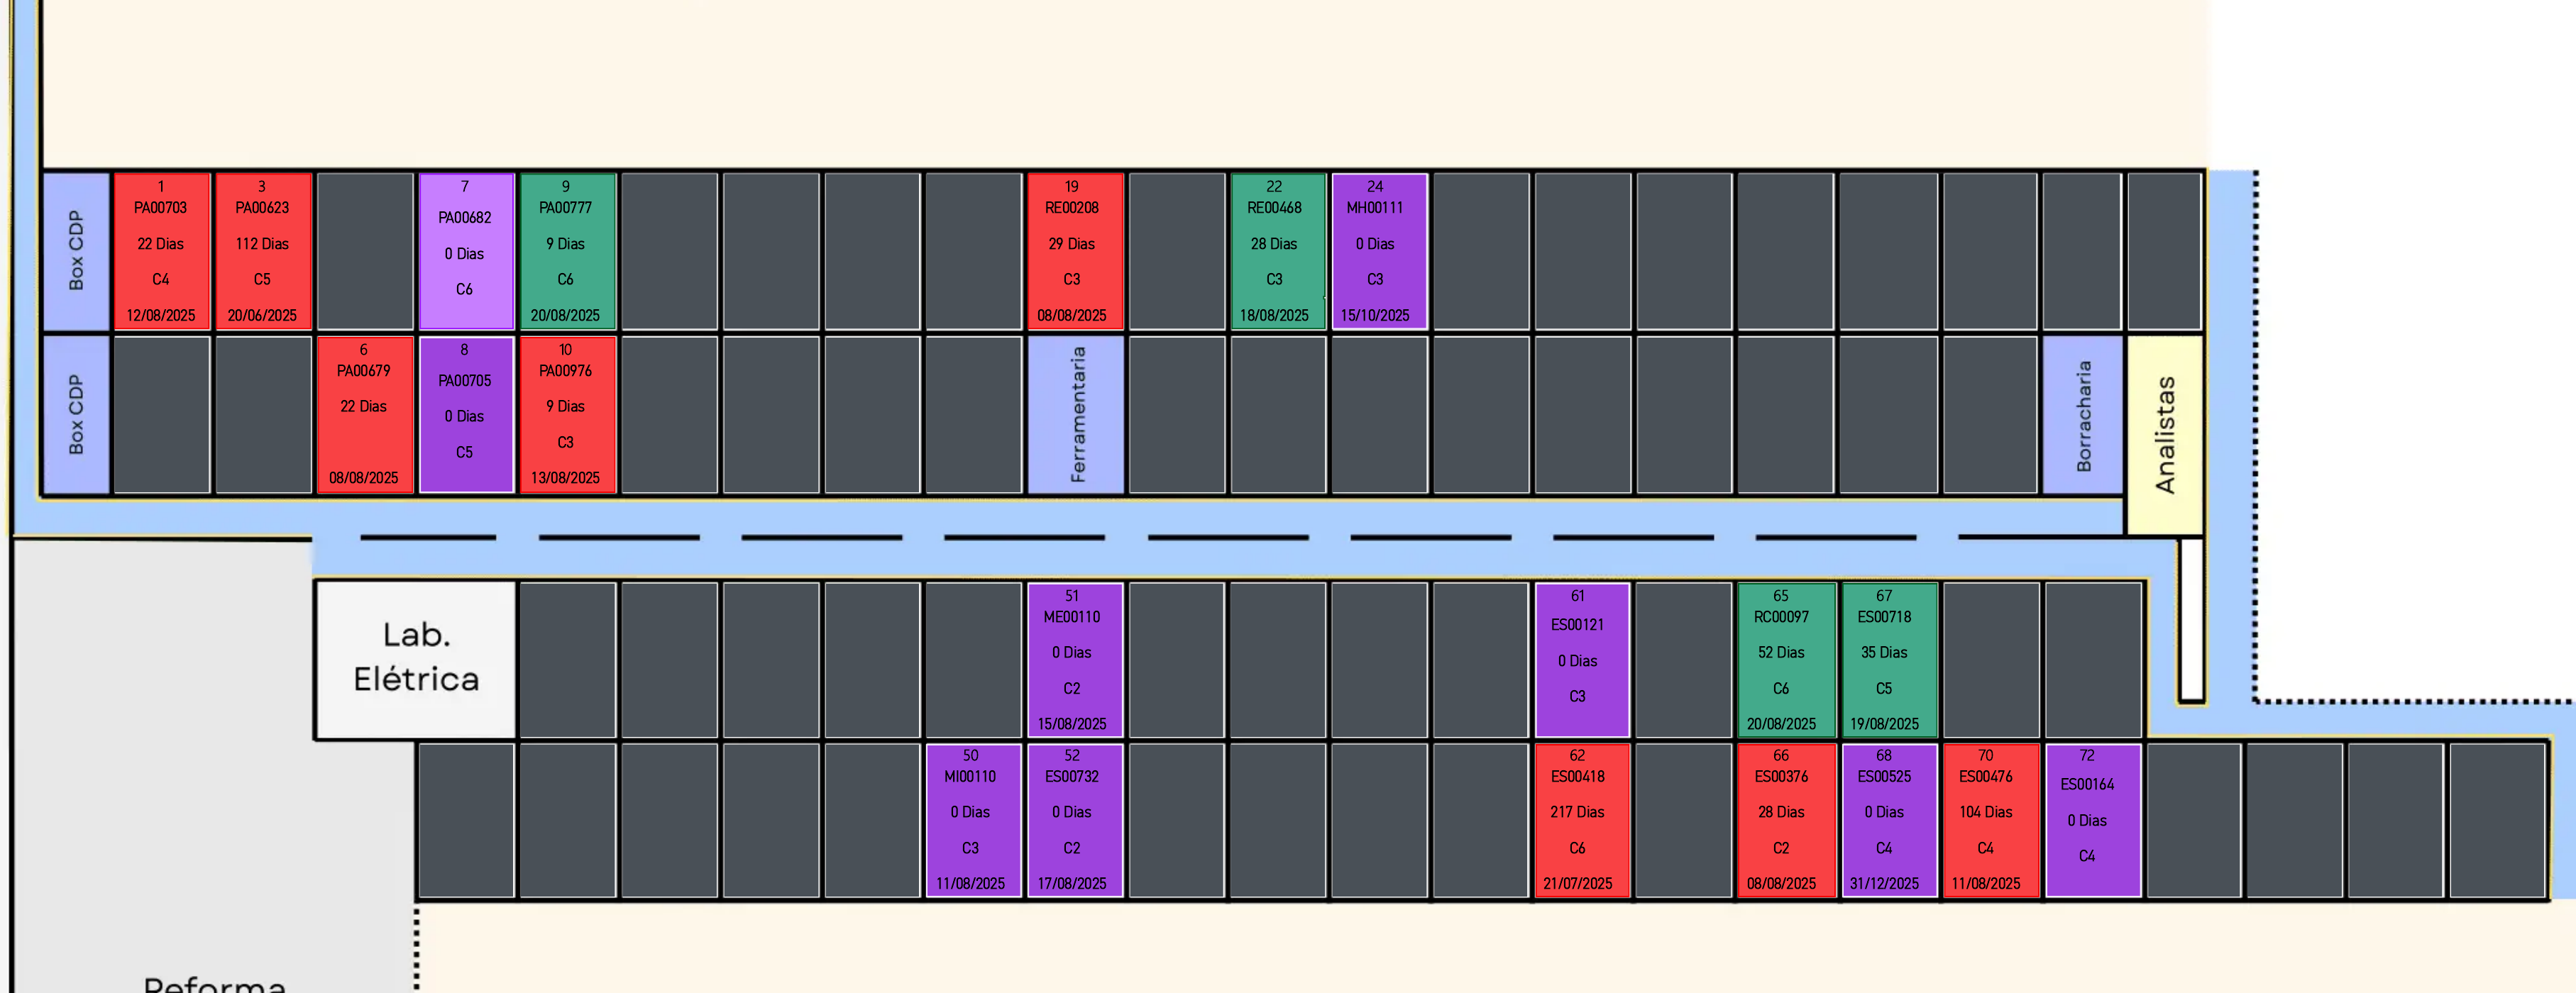 Box CDP
1
PA00703
22 Dias
C4
12/08/2025
3
PA00623
112 Dias
C5
20/06/2025
7
PA00682
0 Dias
C6
9
PA00777
9 Dias
C6
20/08/2025
19
RE00208
29 Dias
C3
08/08/2025
22
RE00468
28 Dias
C3
18/08/2025
24
MH00111
0 Dias
C3
15/10/2025
Box CDP
6
PA00679
22 Dias
08/08/2025
8
PA00705
0 Dias
C5
10
PA00976
9 Dias
C3
13/08/2025
Ferramentaria
Borracharia
Analistas
Lab.
Elétrica
51
ME00110
0 Dias
C2
15/08/2025
61
ES00121
0 Dias
C3
65
RC00097
52 Dias
C6
20/08/2025
67
ES00718
35 Dias
C5
19/08/2025
50
MI00110
0 Dias
C3
11/08/2025
52
ES00732
0 Dias
C2
17/08/2025
62
ES00418
217 Dias
C6
21/07/2025
66
ES00376
28 Dias
C2
08/08/2025
68
ES00525
0 Dias
C4
31/12/2025
70
ES00476
104 Dias
C4
11/08/2025
72
ES00164
0 Dias
C4
Reforma